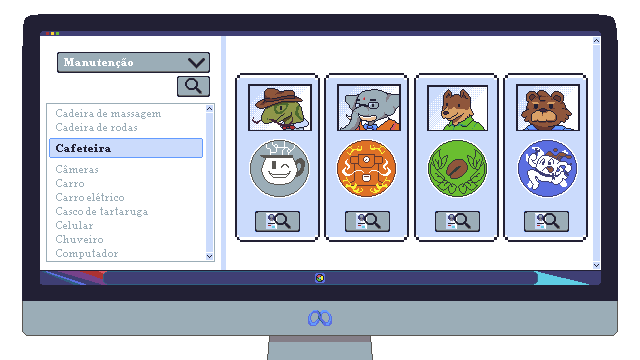 Manutenção
Cadeira de massagem
Cadeira de rodas
Cafeteira
Câmeras
Carro
Carro elétrico
Casco de tartaruga
Celular
Chuveiro
Computador